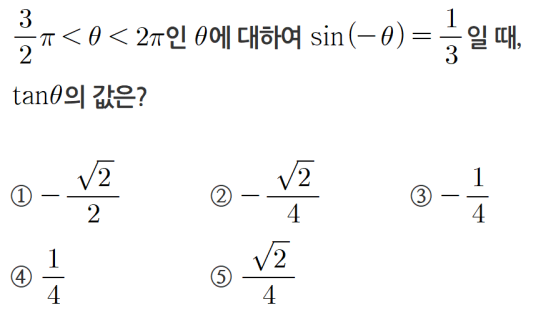 $\frac{3}{2}\pi < \theta < 2\pi$인 $\theta$에 대하여 $\sin(-\theta) = \frac{1}{3}$일 때,
$\tan\theta$의 값은?
① $-\frac{\sqrt{2}}{2}$ ② $-\frac{\sqrt{2}}{4}$ ③ $-\frac{1}{4}$
④ $\frac{1}{4}$ ⑤ $\frac{\sqrt{2}}{4}$